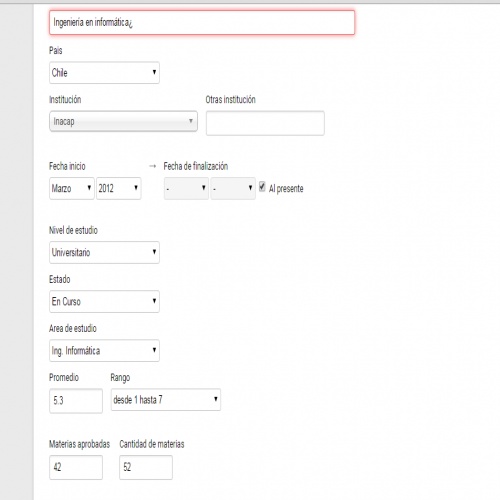 Ingeniería en informática¿
Pais
Chile
Institución Otras institución
Inacap
Fecha inicio → Fecha de finalización
Marzo 2012 - - Al presente
Nivel de estudio
Universitario
Estado
En Curso
Area de estudio
Ing. Informática
Promedio Rango
5.3 desde 1 hasta 7
Materias aprobadas Cantidad de materias
42 52